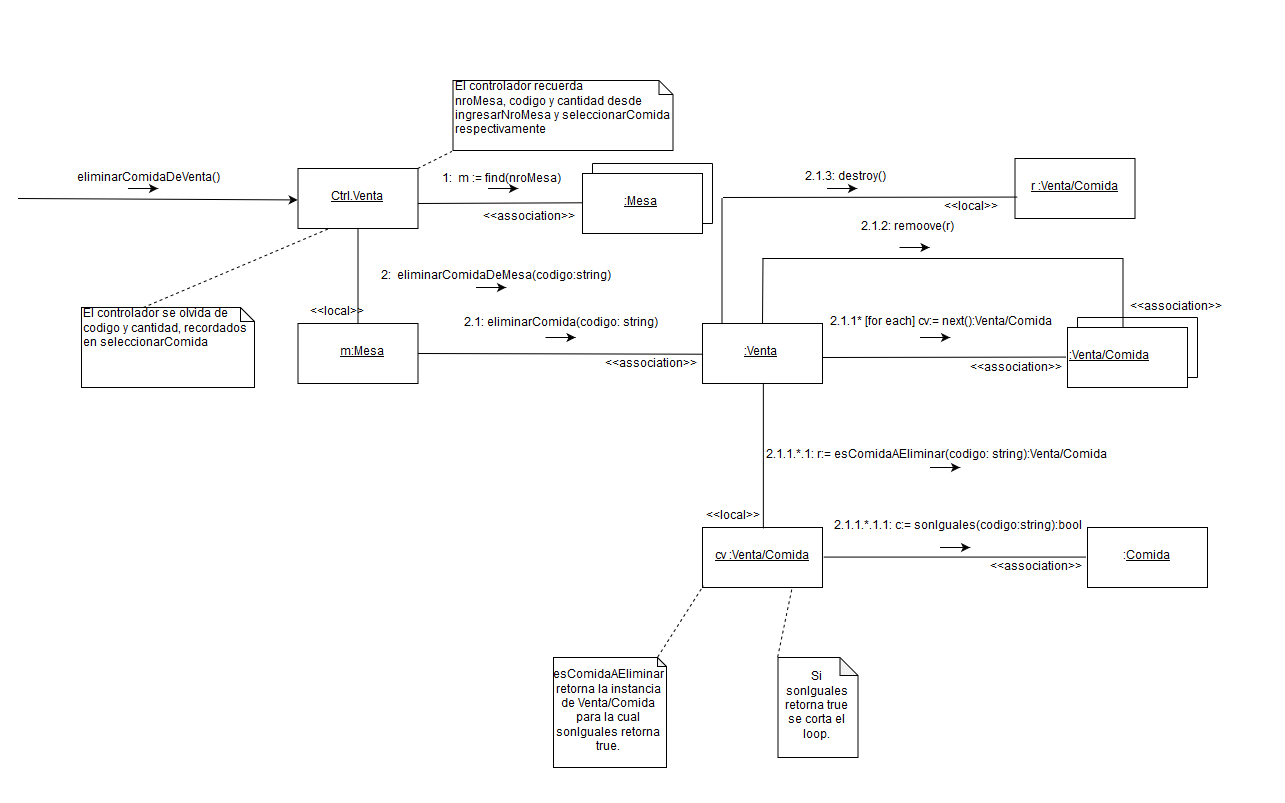 El controlador recuerda
nroMesa, codigo y cantidad desde
ingresarNroMesa y seleccionarComida
respectivamente
eliminarComidaDeVenta()
Ctrl.Venta
1: m := find(nroMesa)
<<association>>
:Mesa
2.1.3: destroy()
<<local>>
r :Venta/Comida
2.1.2: remoove(r)
2: eliminarComidaDeMesa(codigo:string)
El controlador se olvida de
codigo y cantidad, recordados
en seleccionarComida
<<local>>
m:Mesa
2.1: eliminarComida(codigo: string)
<<association>>
:Venta
2.1.1* [for each] cv:= next():Venta/Comida
<<association>>
<<association>>
:Venta/Comida
2.1.1.*.1: r:= esComidaAEliminar(codigo: string):Venta/Comida
<<local>>
cv :Venta/Comida
2.1.1.*.1.1: c:= sonIguales(codigo:string):bool
<<association>>
:Comida
esComidaAEliminar
retorna la instancia
de Venta/Comida
para la cual
sonIguales retorna
true.
Si
sonIguales
retorna true
se corta el
loop.